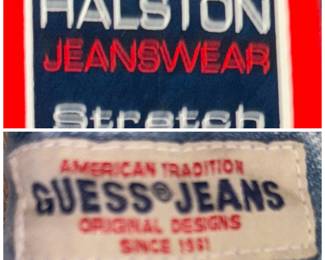 HALSTON
JEANSWEAR
Stretch
AMERICAN TRADITION
GUESS® JEANS
ORIGINAL DESIGNS
SINCE 1981